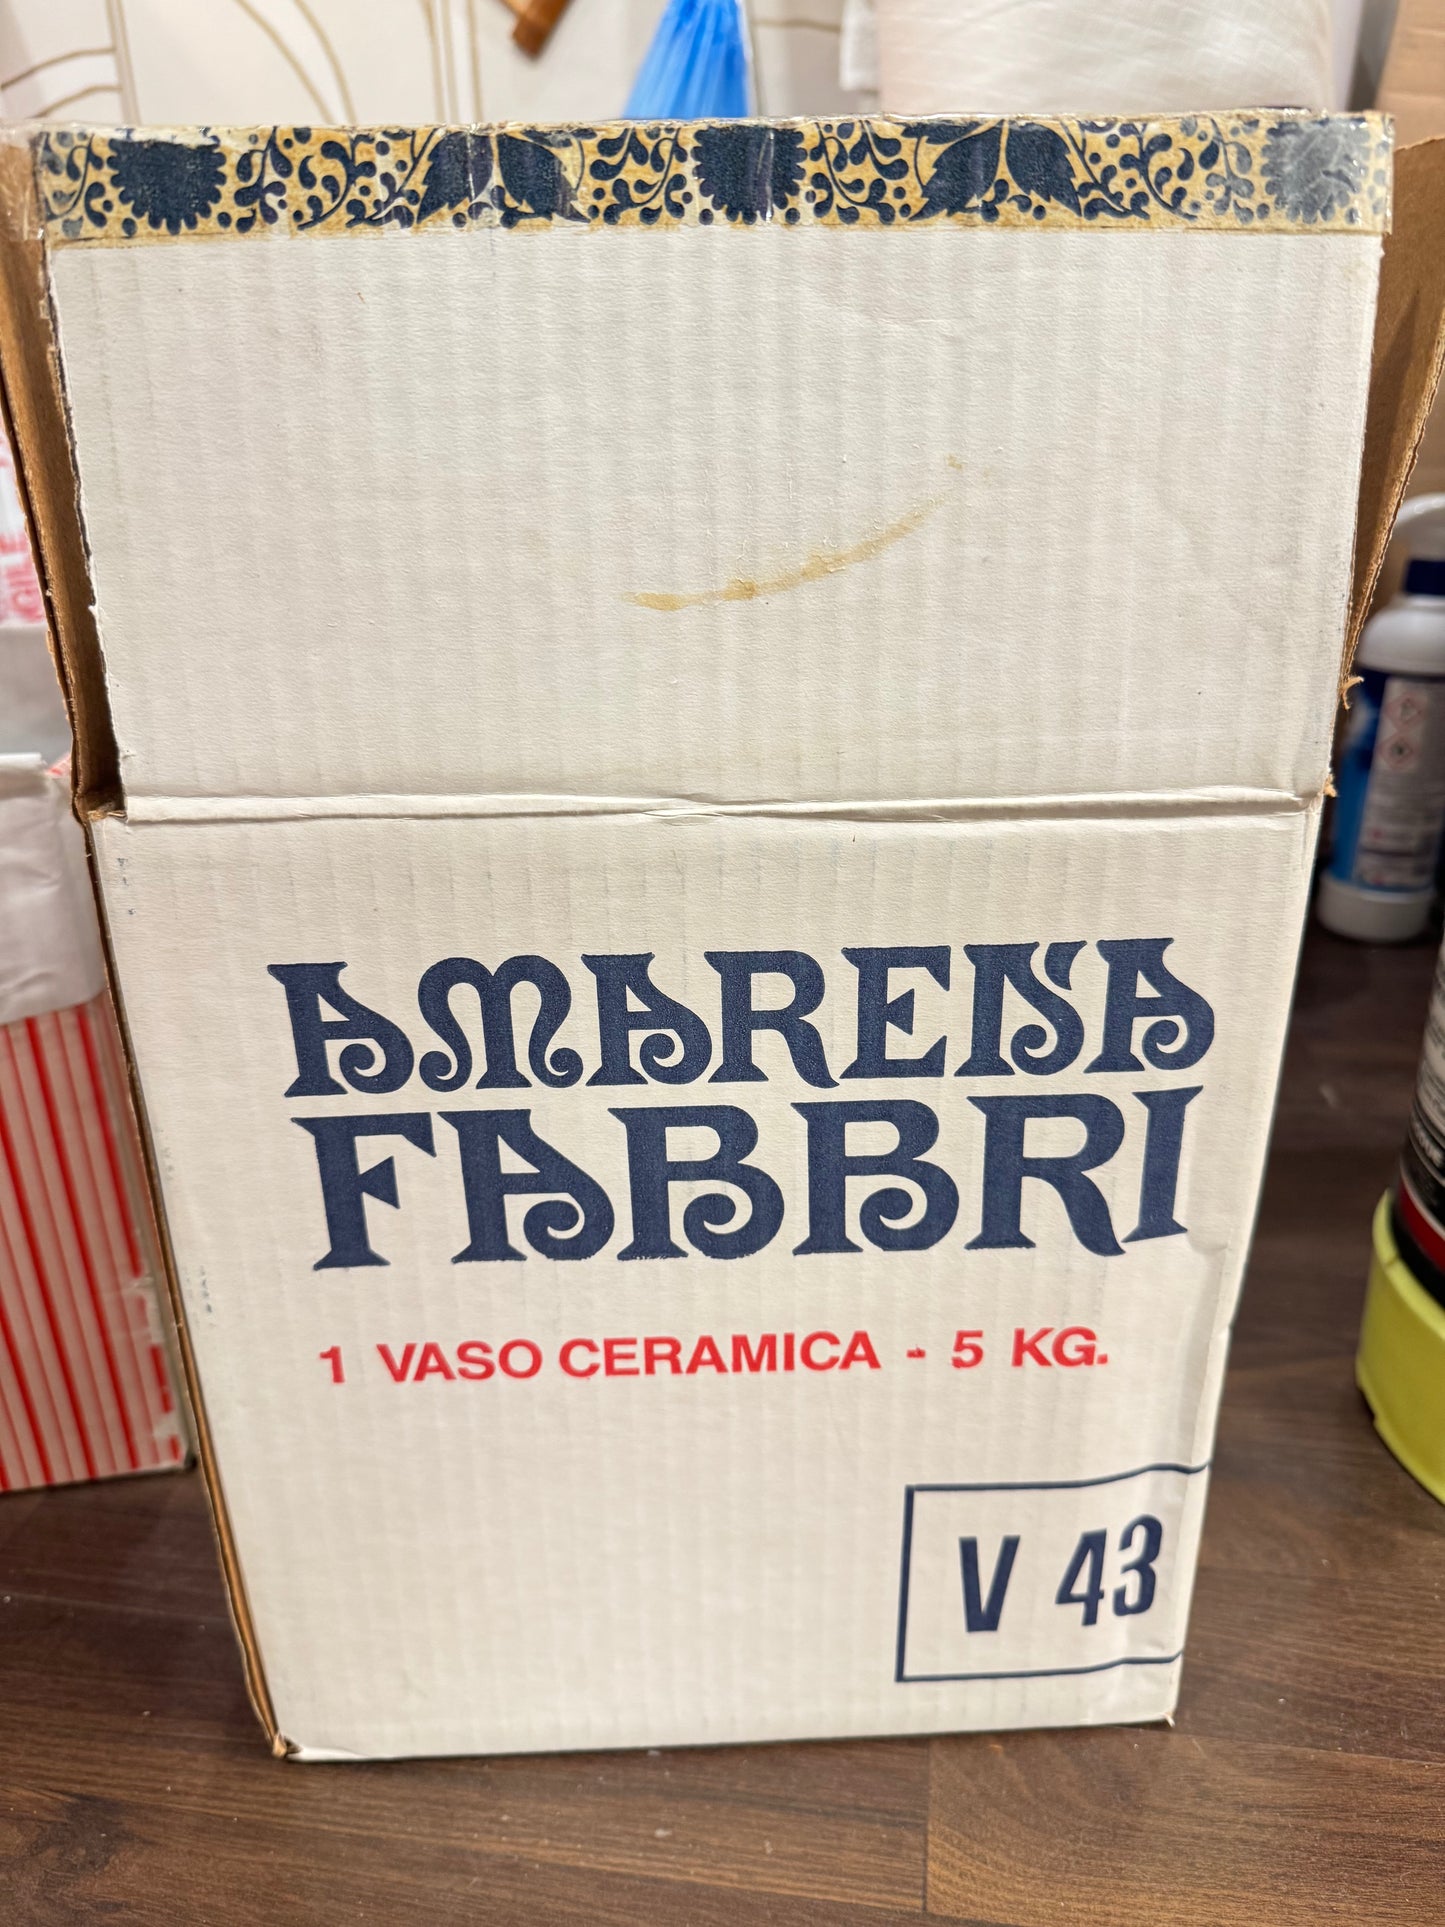 AMARENA
FABBRI
1 VASO CERAMICA - 5 KG.
V 43